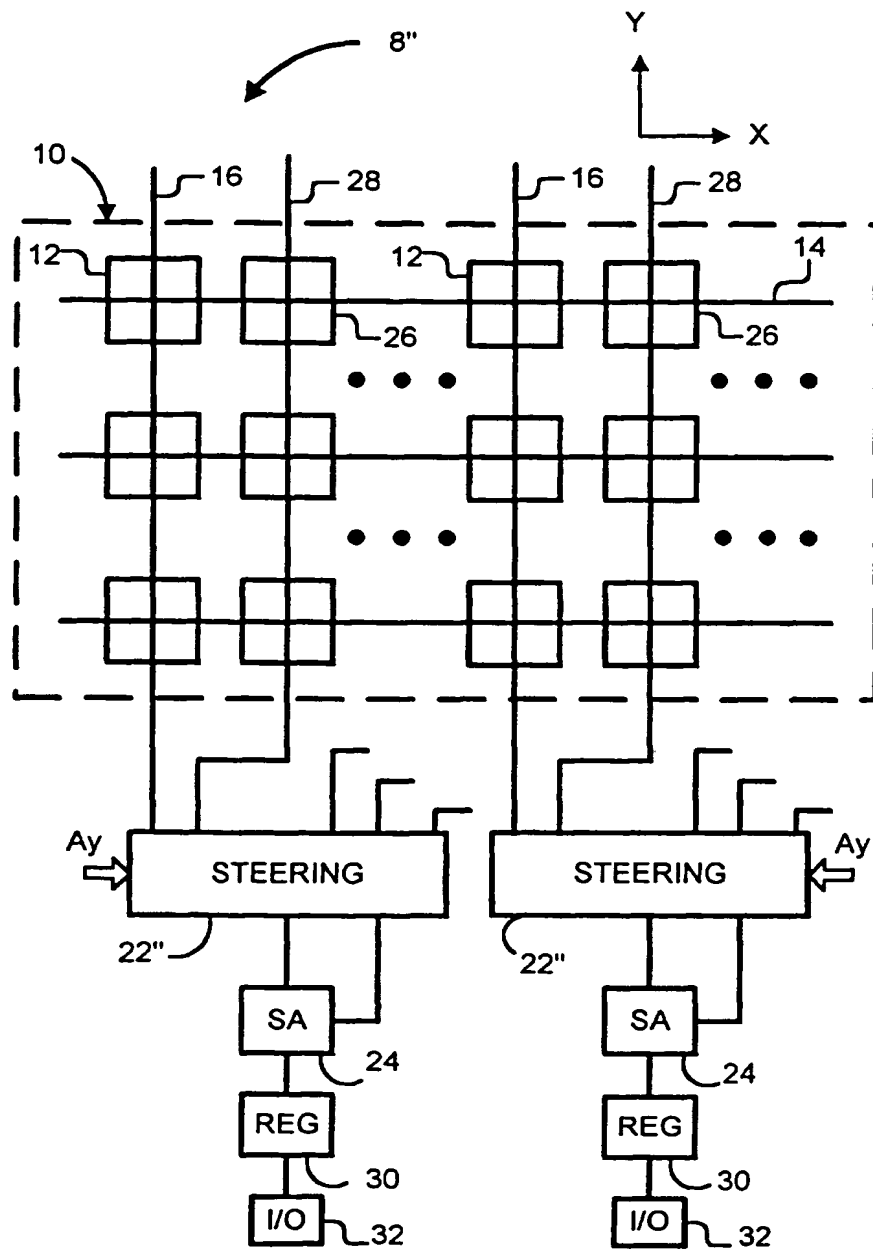 Y
8"
X
10
16
28
16
28
12
12
14
26
26
Ay
STEERING
STEERING
Ay
22"
22"
SA
SA
24
24
REG
REG
30
30
I/O
32
I/O
32